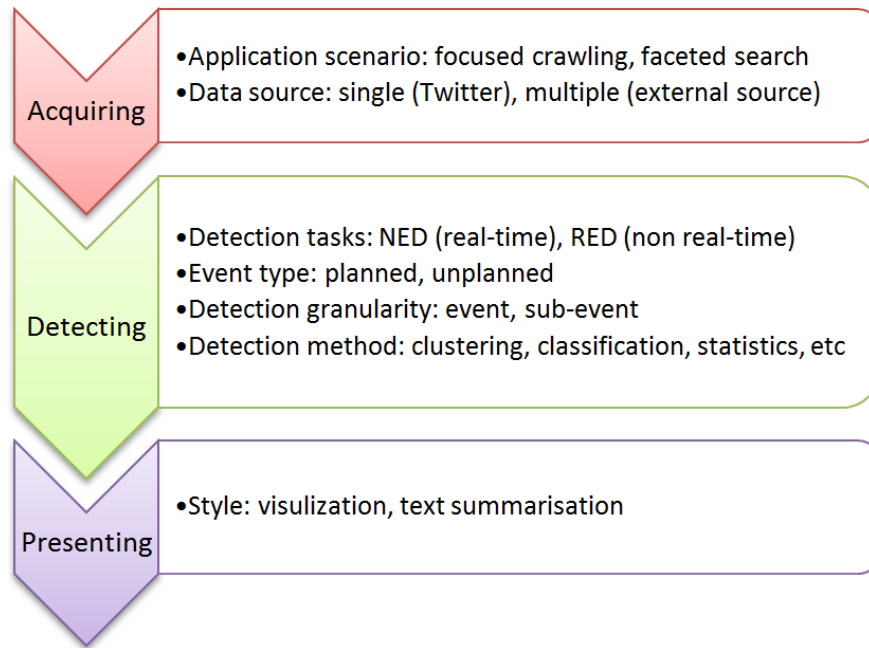 Acquiring
•Application scenario: focused crawling, faceted search
•Data source: single (Twitter), multiple (external source)
Detecting
•Detection tasks: NED (real-time), RED (non real-time)
•Event type: planned, unplanned
•Detection granularity: event, sub-event
•Detection method: clustering, classification, statistics, etc
Presenting
•Style: visulization, text summarisation